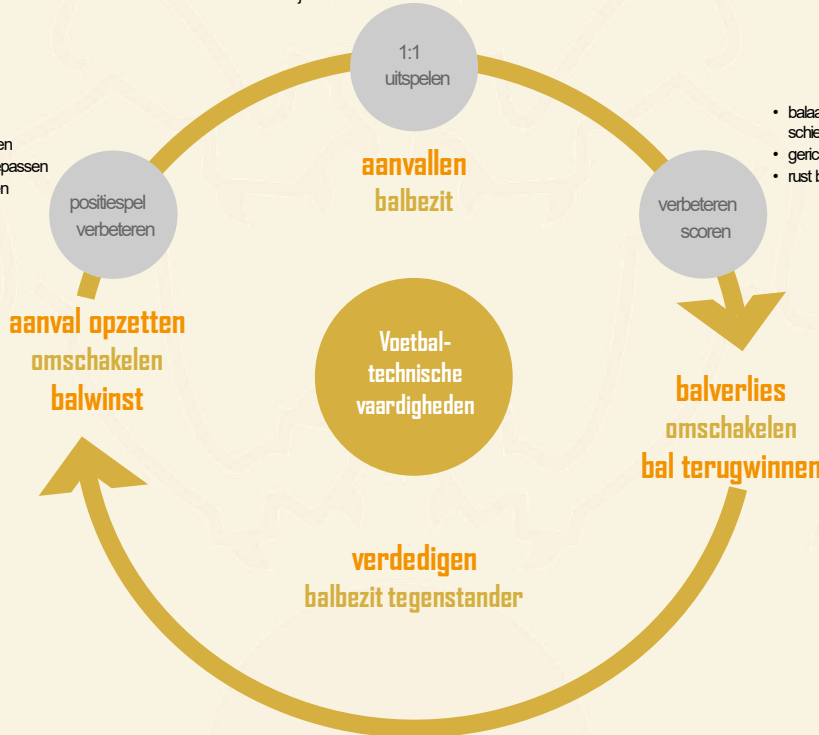 1:1
uitspelen
aanvallen
balbezit
positiespel
verbeteren
verbeteren
scoren
aanval opzetten
omschakelen
balwinst
Voetbal-
technische
vaardigheden
balverlies
omschakelen
bal terugwinnen
verdedigen
balbezit tegenstander
• rust